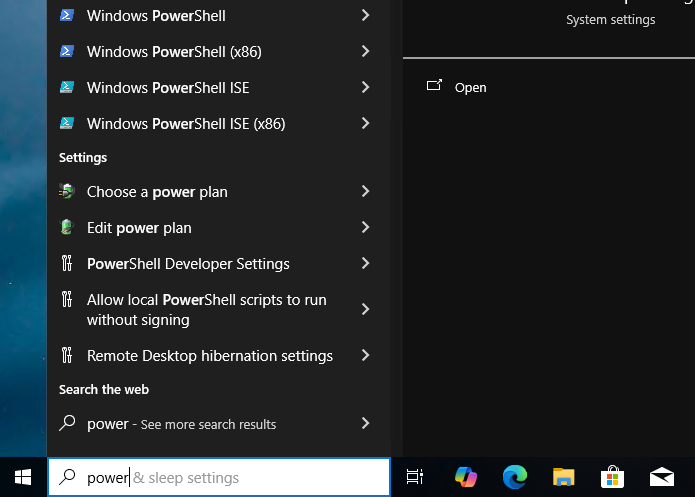 Windows PowerShell
Windows PowerShell (x86)
Windows PowerShell ISE
Windows PowerShell ISE (x86)
Settings
Choose a power plan
Edit power plan
PowerShell Developer Settings
Allow local PowerShell scripts to run
without signing
Remote Desktop hibernation settings
Search the web
power - See more search results
power & sleep settings
System settings
Open